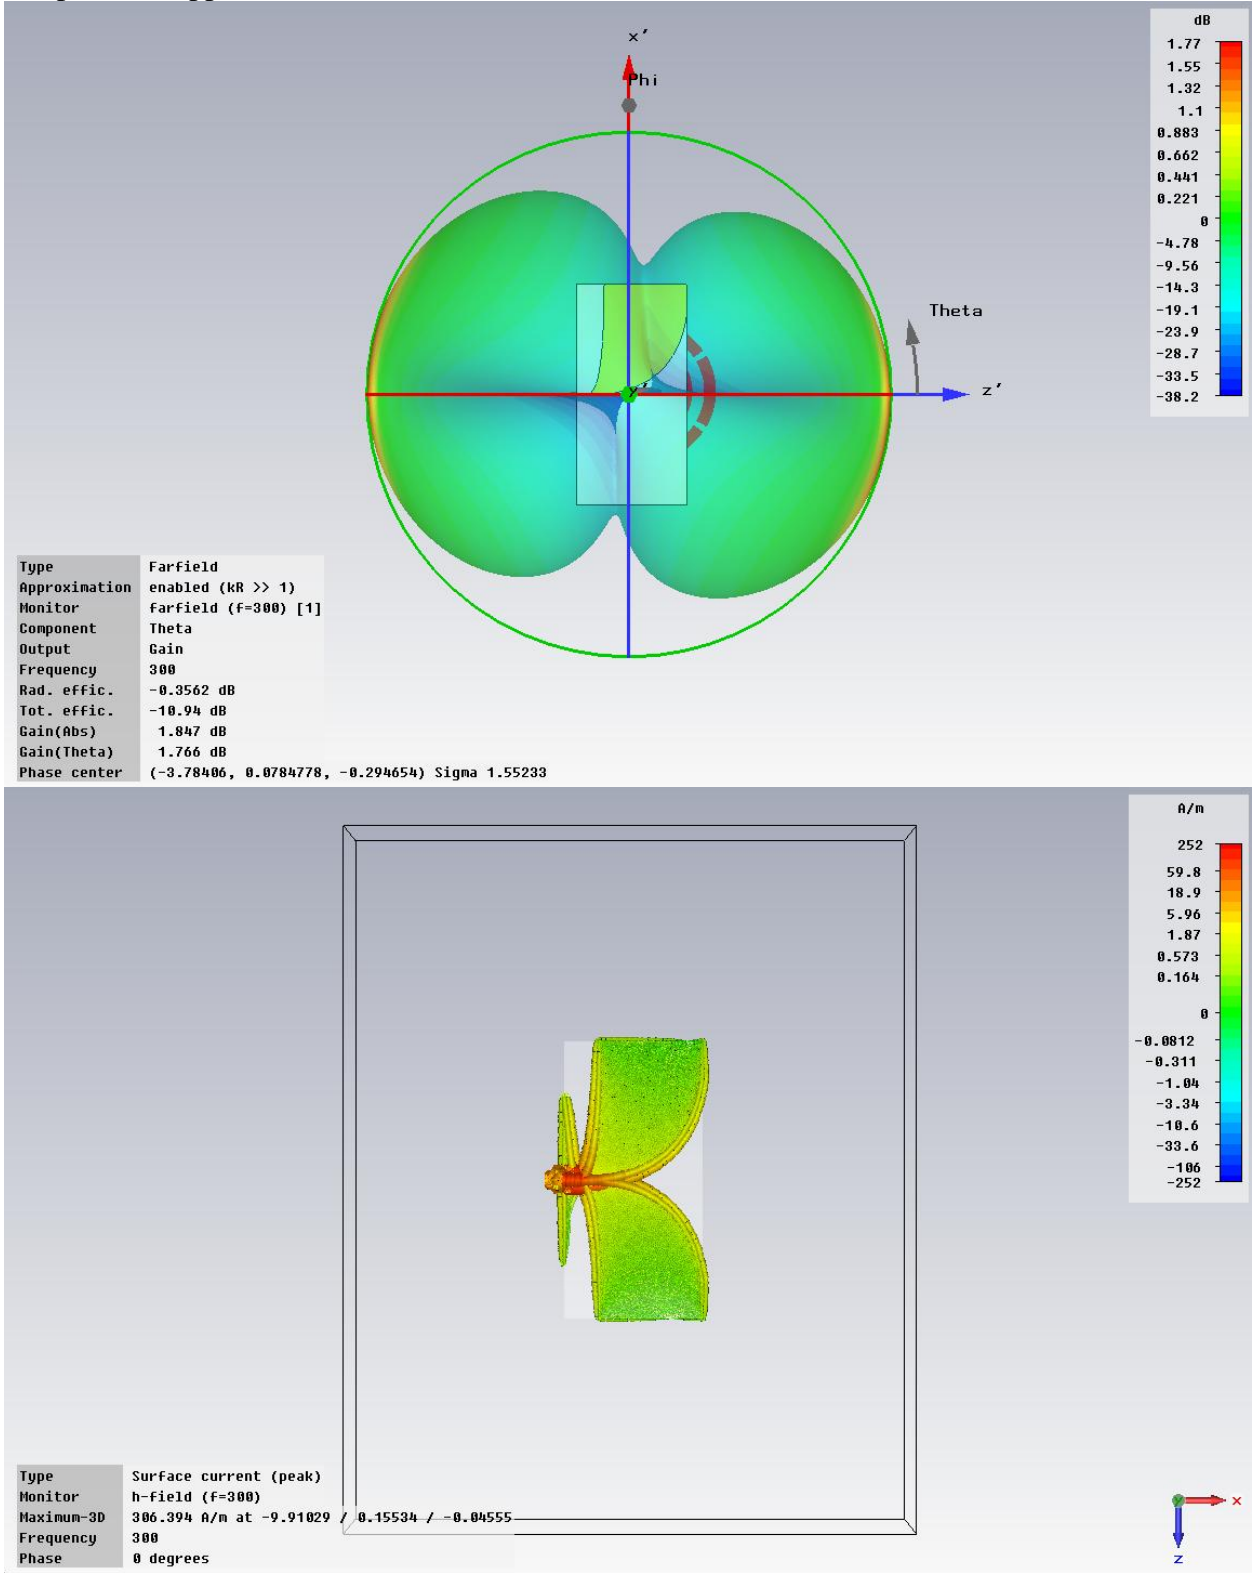 dB
1.77
1.55
1.32
1.1
0.883
0.662
0.441
0.221
0
-4.78
-9.56
-14.3
-19.1
-23.9
-28.7
-33.5
-38.2
x′
Phi
Theta
y′
z′
Type Farfield
Approximation enabled (kR >> 1)
Monitor farfield (f=300) [1]
Component Theta
Output Gain
Frequency 300
Rad. effic. -0.3562 dB
Tot. effic. -10.94 dB
Gain(Abs) 1.847 dB
Gain(Theta) 1.766 dB
Phase center (-3.78406, 0.0784778, -0.294654) Sigma 1.55233
A/m
252
59.8
18.9
5.96
1.87
0.573
0.164
0
-0.0812
-0.311
-1.04
-3.34
-10.6
-33.6
-106
-252
Type Surface current (peak)
Monitor h-field (f=300)
Maximum-3D 306.394 A/m at -9.91029 / 0.15534 / -0.04555
Frequency 300
Phase 0 degrees
y
x
z